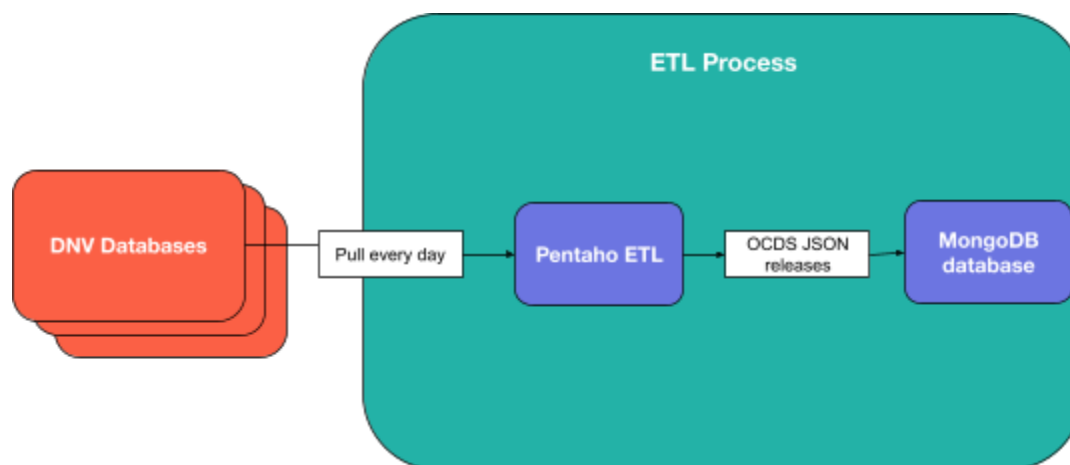 ETL Process
DNV Databases
Pull every day
Pentaho ETL
OCDS JSON
releases
MongoDB
database